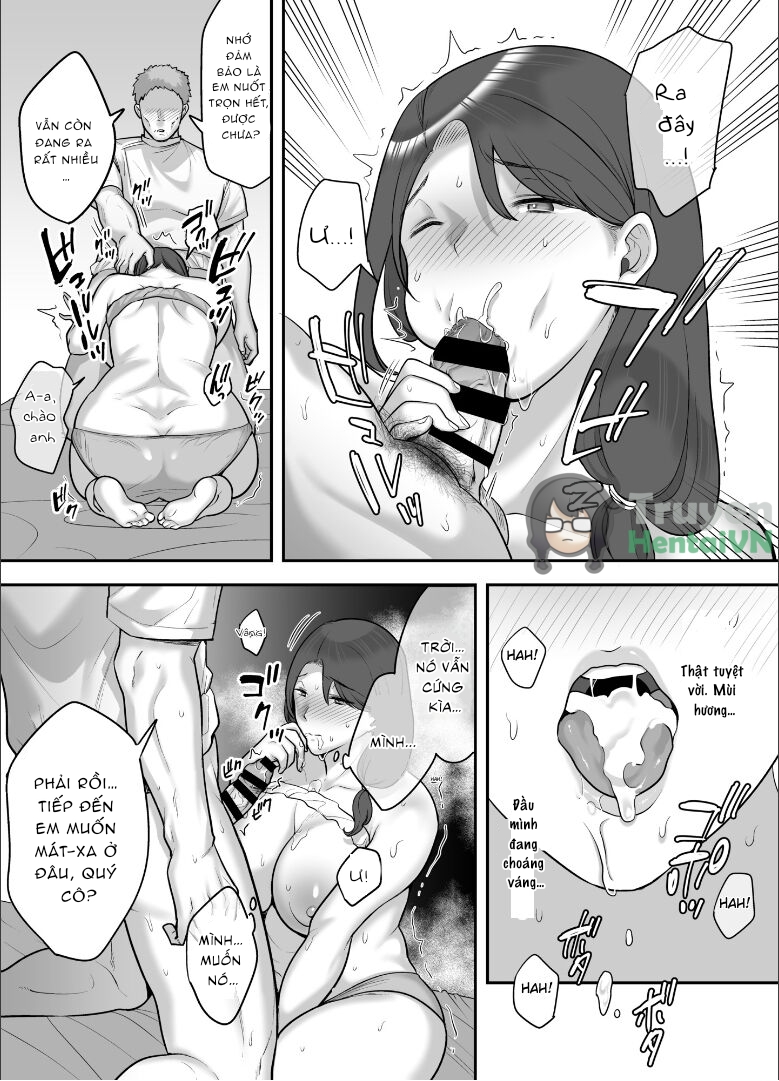 RA
ĐÂY
...!
Ư...!
NHỚ
ĐẢM
BẢO LÀ
EM NUỐT
TRỌN HẾT,
ĐƯỢC
CHƯA?
VẪN CÒN
ĐANG RA
RẤT NHIỀU
...
A-A,
CHÀO
ANH
Truyen
HentaiVN
HAH!
Thật tuyệt
vời. Mùi
hương...
Đầu
mình
đang
choáng
váng...
HAH!
HAH!
TRỜI...
NÓ VẪN
CỨNG
KÌA...
MÌNH...
Vâng!
HAH!
Ư!
PHẢI RỒI...
TIẾP ĐẾN
EM MUỐN
MÁT-XA Ở
ĐÂU, QUÝ
CÔ?
MÌNH...
MUỐN
NÓ...